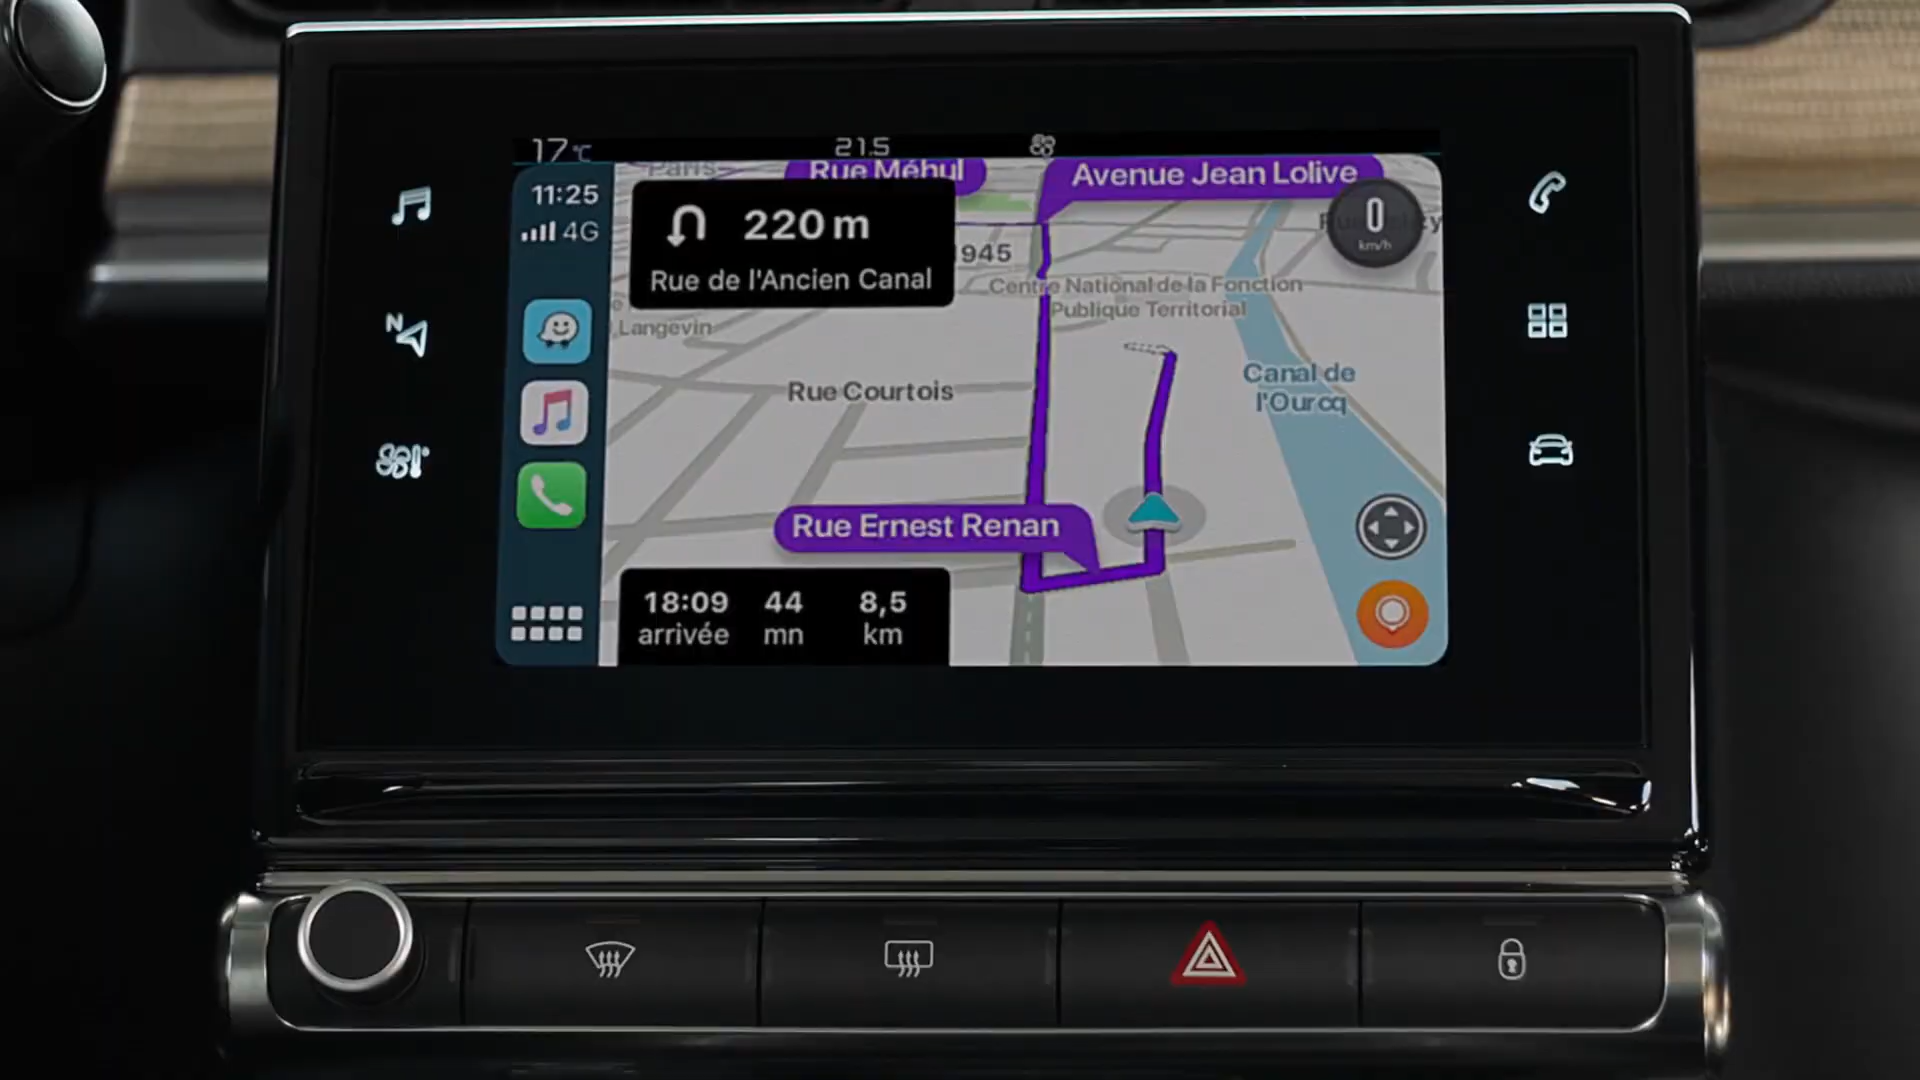 17°C
21.5
Paris
Rue Méhul
Avenue Jean Lolive
11:25
4G
220 m
Rue de l'Ancien Canal
1945
0
km/h
Centre National de la Fonction
Publique Territorial
Langevin
N
Rue Courtois
Canal de
l'Ourcq
Rue Ernest Renan
18:09 44 8,5
arrivée mn km